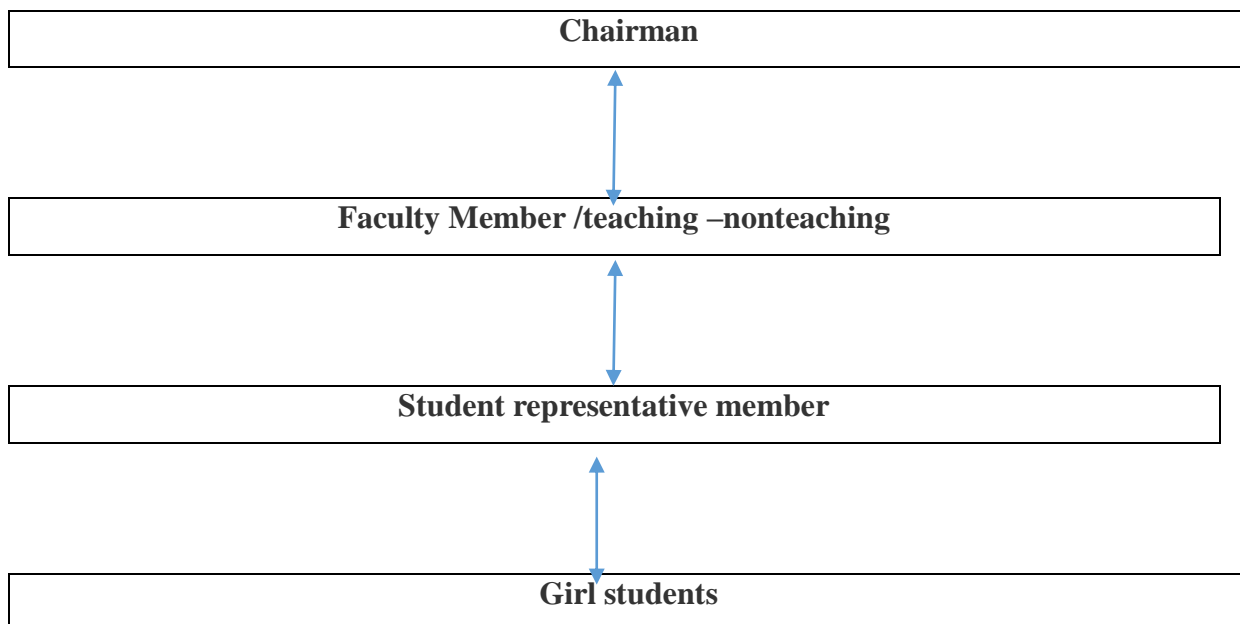 Chairman
Faculty Member /teaching –nonteaching
Student representative member
Girl students